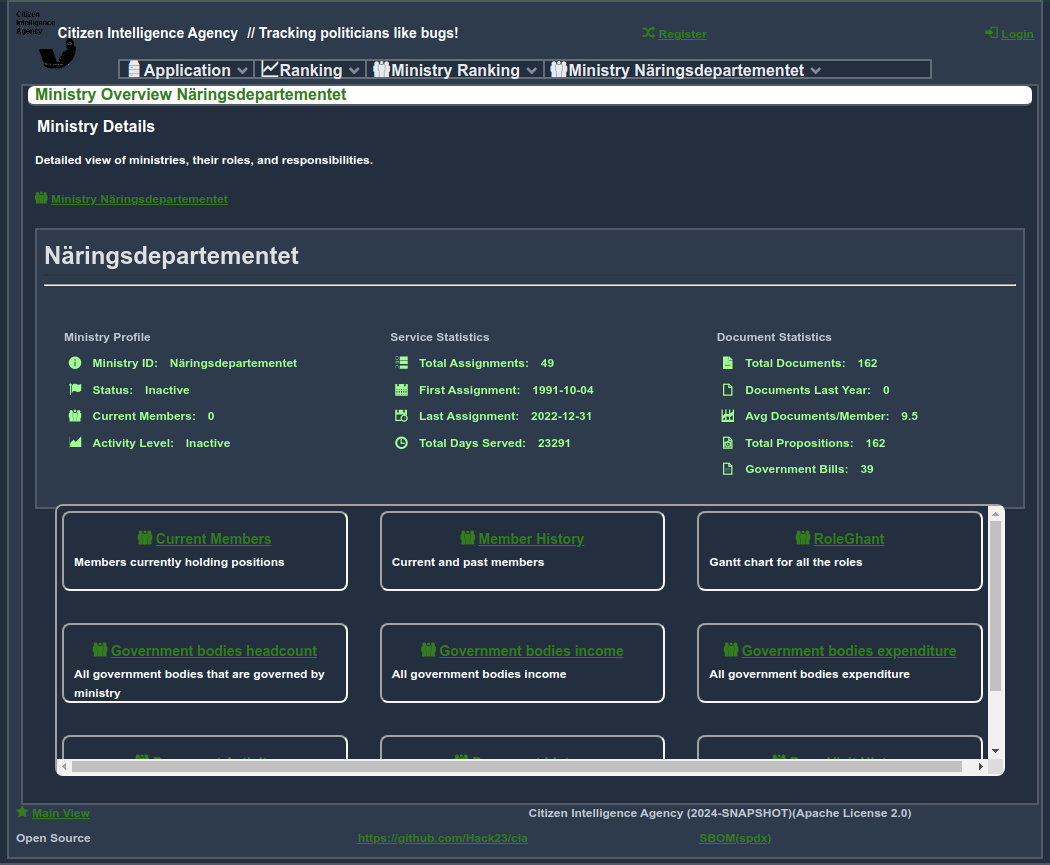 Citizen
Intelligence
Agency
Citizen Intelligence Agency // Tracking politicians like bugs!
Register
Login
Application
Ranking
Ministry Ranking
Ministry Näringsdepartementet
Ministry Overview Näringsdepartementet
Ministry Details
Detailed view of ministries, their roles, and responsibilities.
Ministry Näringsdepartementet
Näringsdepartementet
Ministry Profile
Ministry ID: Näringsdepartementet
Status: Inactive
Current Members: 0
Activity Level: Inactive
Service Statistics
Total Assignments: 49
First Assignment: 1991-10-04
Last Assignment: 2022-12-31
Total Days Served: 23291
Document Statistics
Total Documents: 162
Documents Last Year: 0
Avg Documents/Member: 9.5
Total Propositions: 162
Government Bills: 39
Current Members
Members currently holding positions
Member History
Current and past members
RoleGhant
Gantt chart for all the roles
Government bodies headcount
All government bodies that are governed by
ministry
Government bodies income
All government bodies income
Government bodies expenditure
All government bodies expenditure
Main View
Citizen Intelligence Agency (2024-SNAPSHOT)(Apache License 2.0)
Open Source
https://github.com/Hack23/cia
SBOM(spdx)